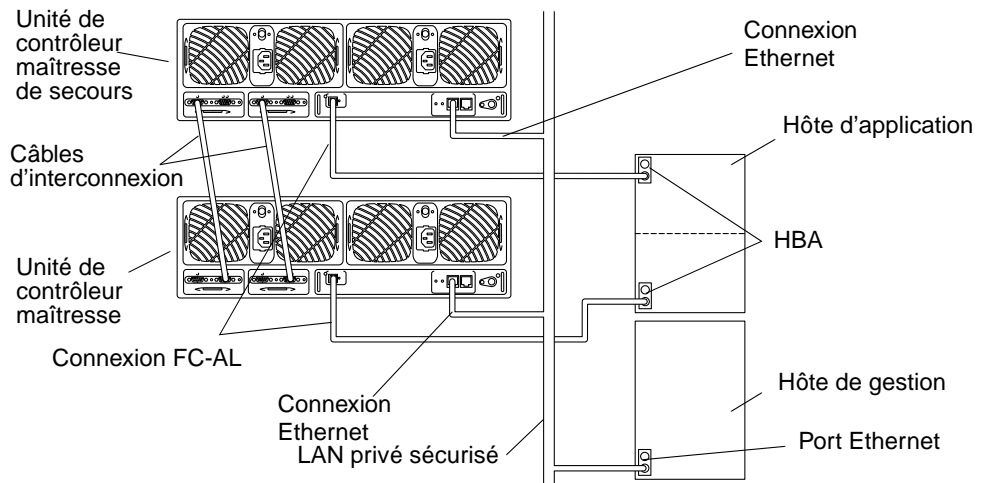 Unité de
contrôleur
maîtresse
de secours
Connexion
Ethernet
Hôte d’application
Câbles
d’interconnexion
HBA
Unité de
contrôleur
maîtresse
Connexion FC-AL
Hôte de gestion
Connexion
Ethernet
Port Ethernet
LAN privé sécurisé